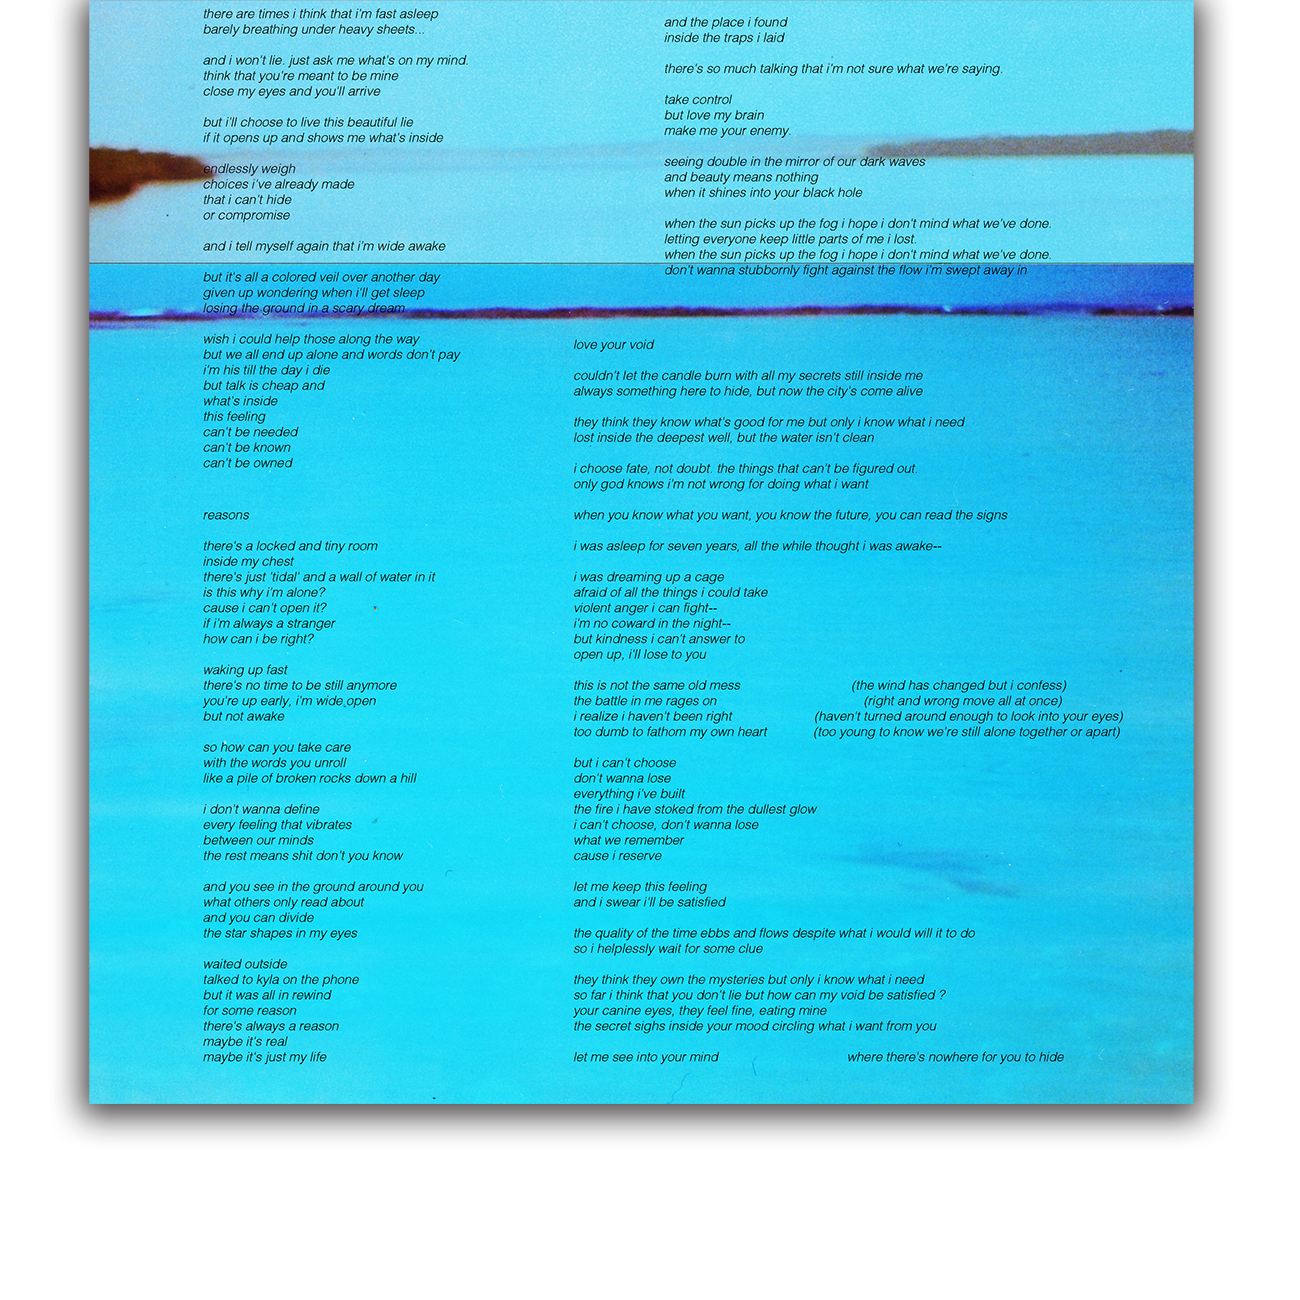 there are times i think that i'm fast asleep
barely breathing under heavy sheets...
and i won't lie. just ask me what's on my mind.
think that you're meant to be mine
close my eyes and you'll arrive
but i'll choose to live this beautiful lie
if it opens up and shows me what's inside
endlessly weigh
choices i've already made
that i can't hide
or compromise
and i tell myself again that i'm wide awake
but it's all a colored veil over another day
given up wondering when i'll get sleep
losing the ground in a scary dream
wish i could help those along the way
but we all end up alone and words don't pay
i'm his till the day i die
but talk is cheap and
what's inside
this feeling
can't be needed
can't be known
can't be owned
reasons
there's a locked and tiny room
inside my chest
there's just 'tidal' and a wall of water in it
is this why i'm alone?
cause i can't open it?
if i'm always a stranger
how can i be right?
waking up fast
there's no time to be still anymore
you're up early, i'm wide open
but not awake
so how can you take care
with the words you unroll
like a pile of broken rocks down a hill
i don't wanna define
every feeling that vibrates
between our minds
the rest means shit don't you know
and you see in the ground around you
what others only read about
and you can divide
the star shapes in my eyes
waited outside
talked to kyla on the phone
but it was all in rewind
for some reason
there's always a reason
maybe it's real
maybe it's just my life
and the place i found
inside the traps i laid
there's so much talking that i'm not sure what we're saying.
take control
but love my brain
make me your enemy.
seeing double in the mirror of our dark waves
and beauty means nothing
when it shines into your black hole
when the sun picks up the fog i hope i don't mind what we've done.
letting everyone keep little parts of me i lost.
when the sun picks up the fog i hope i don't mind what we've done.
don't wanna stubbornly fight against the flow i'm swept away in
love your void
couldn't let the candle burn with all my secrets still inside me
always something here to hide, but now the city's come alive
they think they know what's good for me but only i know what i need
lost inside the deepest well, but the water isn't clean
i choose fate, not doubt. the things that can't be figured out.
only god knows i'm not wrong for doing what i want
when you know what you want, you know the future, you can read the signs
i was asleep for seven years, all the while thought i was awake--
i was dreaming up a cage
afraid of all the things i could take
violent anger i can fight--
i'm no coward in the night--
but kindness i can't answer to
open up, i'll lose to you
this is not the same old mess (the wind has changed but i confess)
the battle in me rages on (right and wrong move all at once)
i realize i haven't been right (haven't turned around enough to look into your eyes)
too dumb to fathom my own heart (too young to know we're still alone together or apart)
but i can't choose
don't wanna lose
everything i've built
the fire i have stoked from the dullest glow
i can't choose, don't wanna lose
what we remember
cause i reserve
let me keep this feeling
and i swear i'll be satisfied
the quality of the time ebbs and flows despite what i would will it to do
so i helplessly wait for some clue
they think they own the mysteries but only i know what i need
so far i think that you don't lie but how can my void be satisfied ?
your canine eyes, they feel fine, eating mine
the secret sighs inside your mood circling what i want from you
let me see into your mind where there's nowhere for you to hide